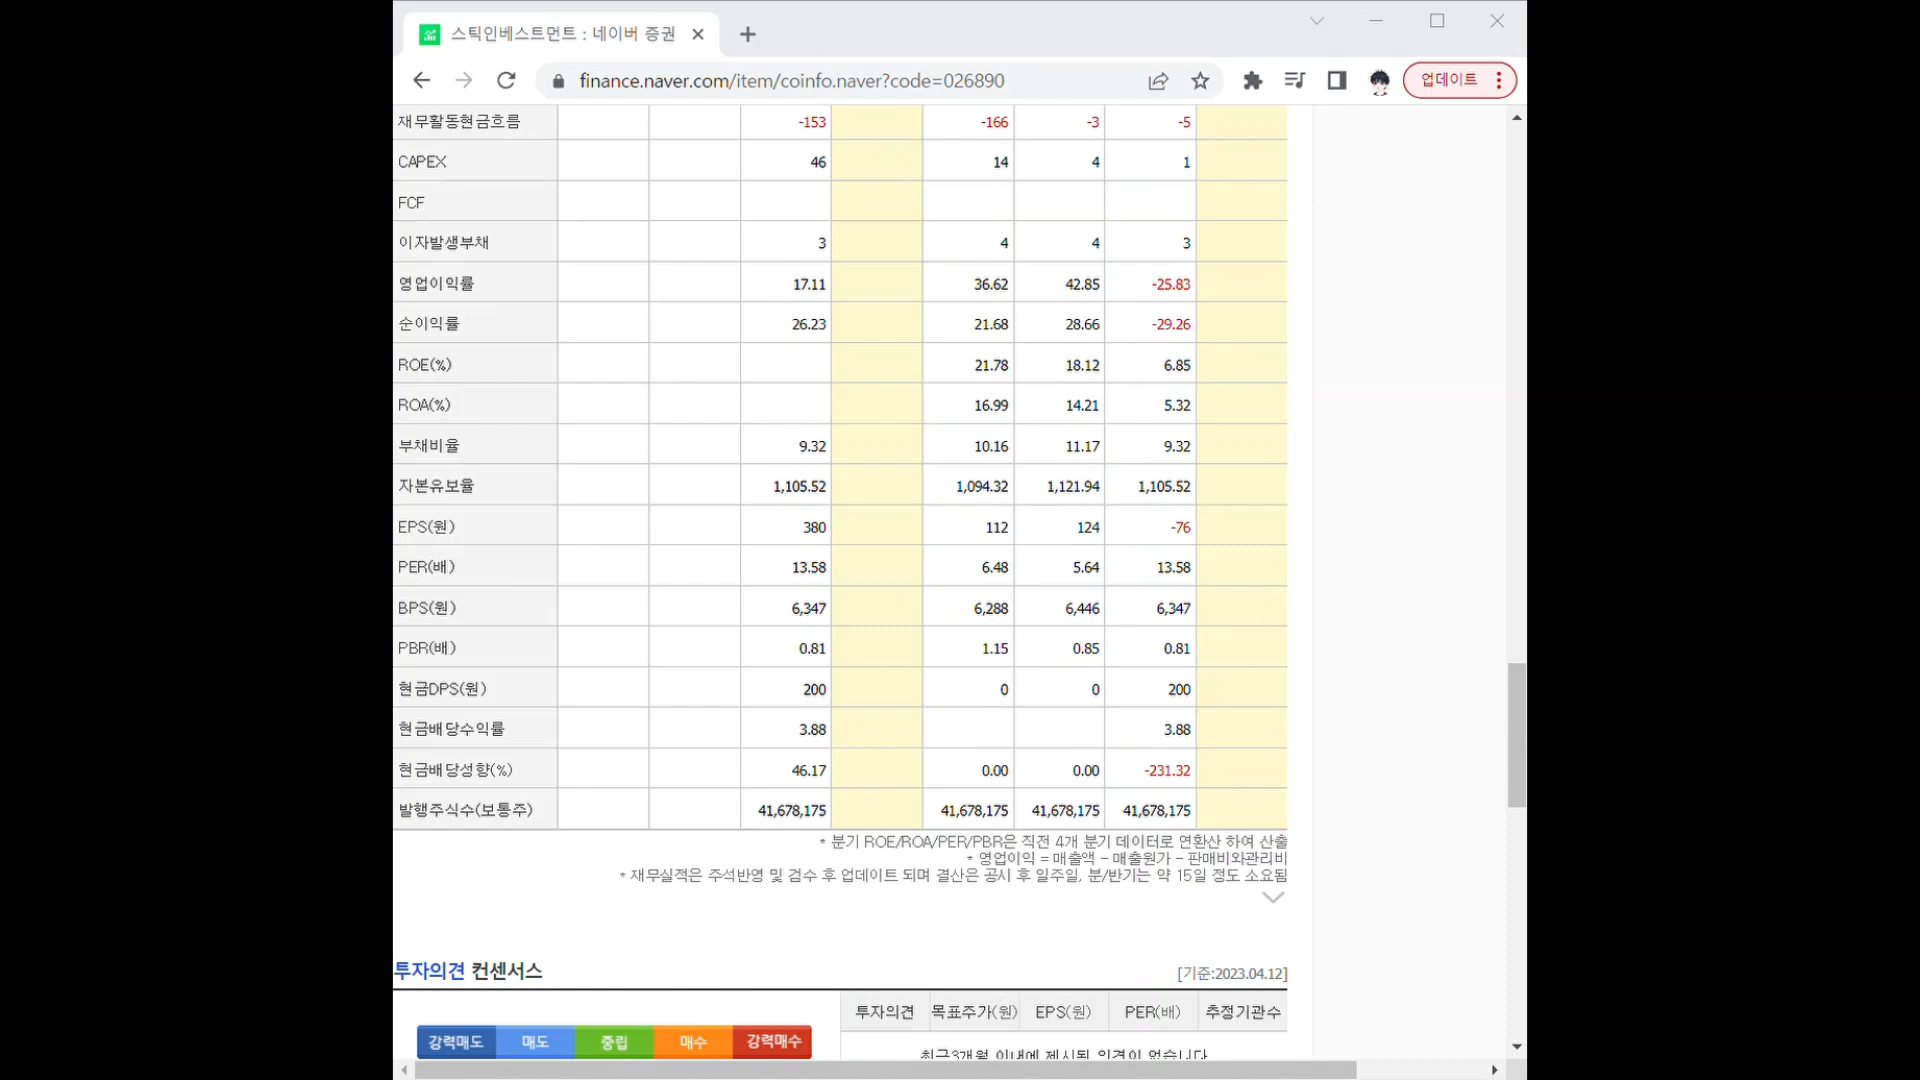 스틱인베스트먼트 : 네이버 증권
finance.naver.com/item/coinfo.naver?code=026890
업데이트
재무활동현금흐름 -153 -166 -3 -5
CAPEX 46 14 4 1
FCF
이자발생부채 3 4 4 3
영업이익률 17.11 36.62 42.85 -25.83
순이익률 26.23 21.68 28.66 -29.26
ROE(%) 21.78 18.12 6.85
ROA(%) 16.99 14.21 5.32
부채비율 9.32 10.16 11.17 9.32
자본유보율 1,105.52 1,094.32 1,121.94 1,105.52
EPS(원) 380 112 124 -76
PER(배) 13.58 6.48 5.64 13.58
BPS(원) 6,347 6,288 6,446 6,347
PBR(배) 0.81 1.15 0.85 0.81
현금DPS(원) 200 0 0 200
현금배당수익률 3.88 3.88
현금배당성향(%) 46.17 0.00 0.00 -231.32
발행주식수(보통주) 41,678,175 41,678,175 41,678,175 41,678,175
* 분기 ROE/ROA/PER/PBR은 직전 4개 분기 데이터로 연환산 하여 산출
* 영업이익 = 매출액 - 매출원가 - 판매비와관리비
* 재무실적은 주석반영 및 검수 후 업데이트 되며 결산은 공시 후 일주일, 분/반기는 약 15일 정도 소요됨
투자의견 컨센서스 [기준:2023.04.12]
투자의견 목표주가(원) EPS(원) PER(배) 추정기관수
강력매도 매도 중립 매수 강력매수
최근3개월 이내에 제시된 의견이 없습니다